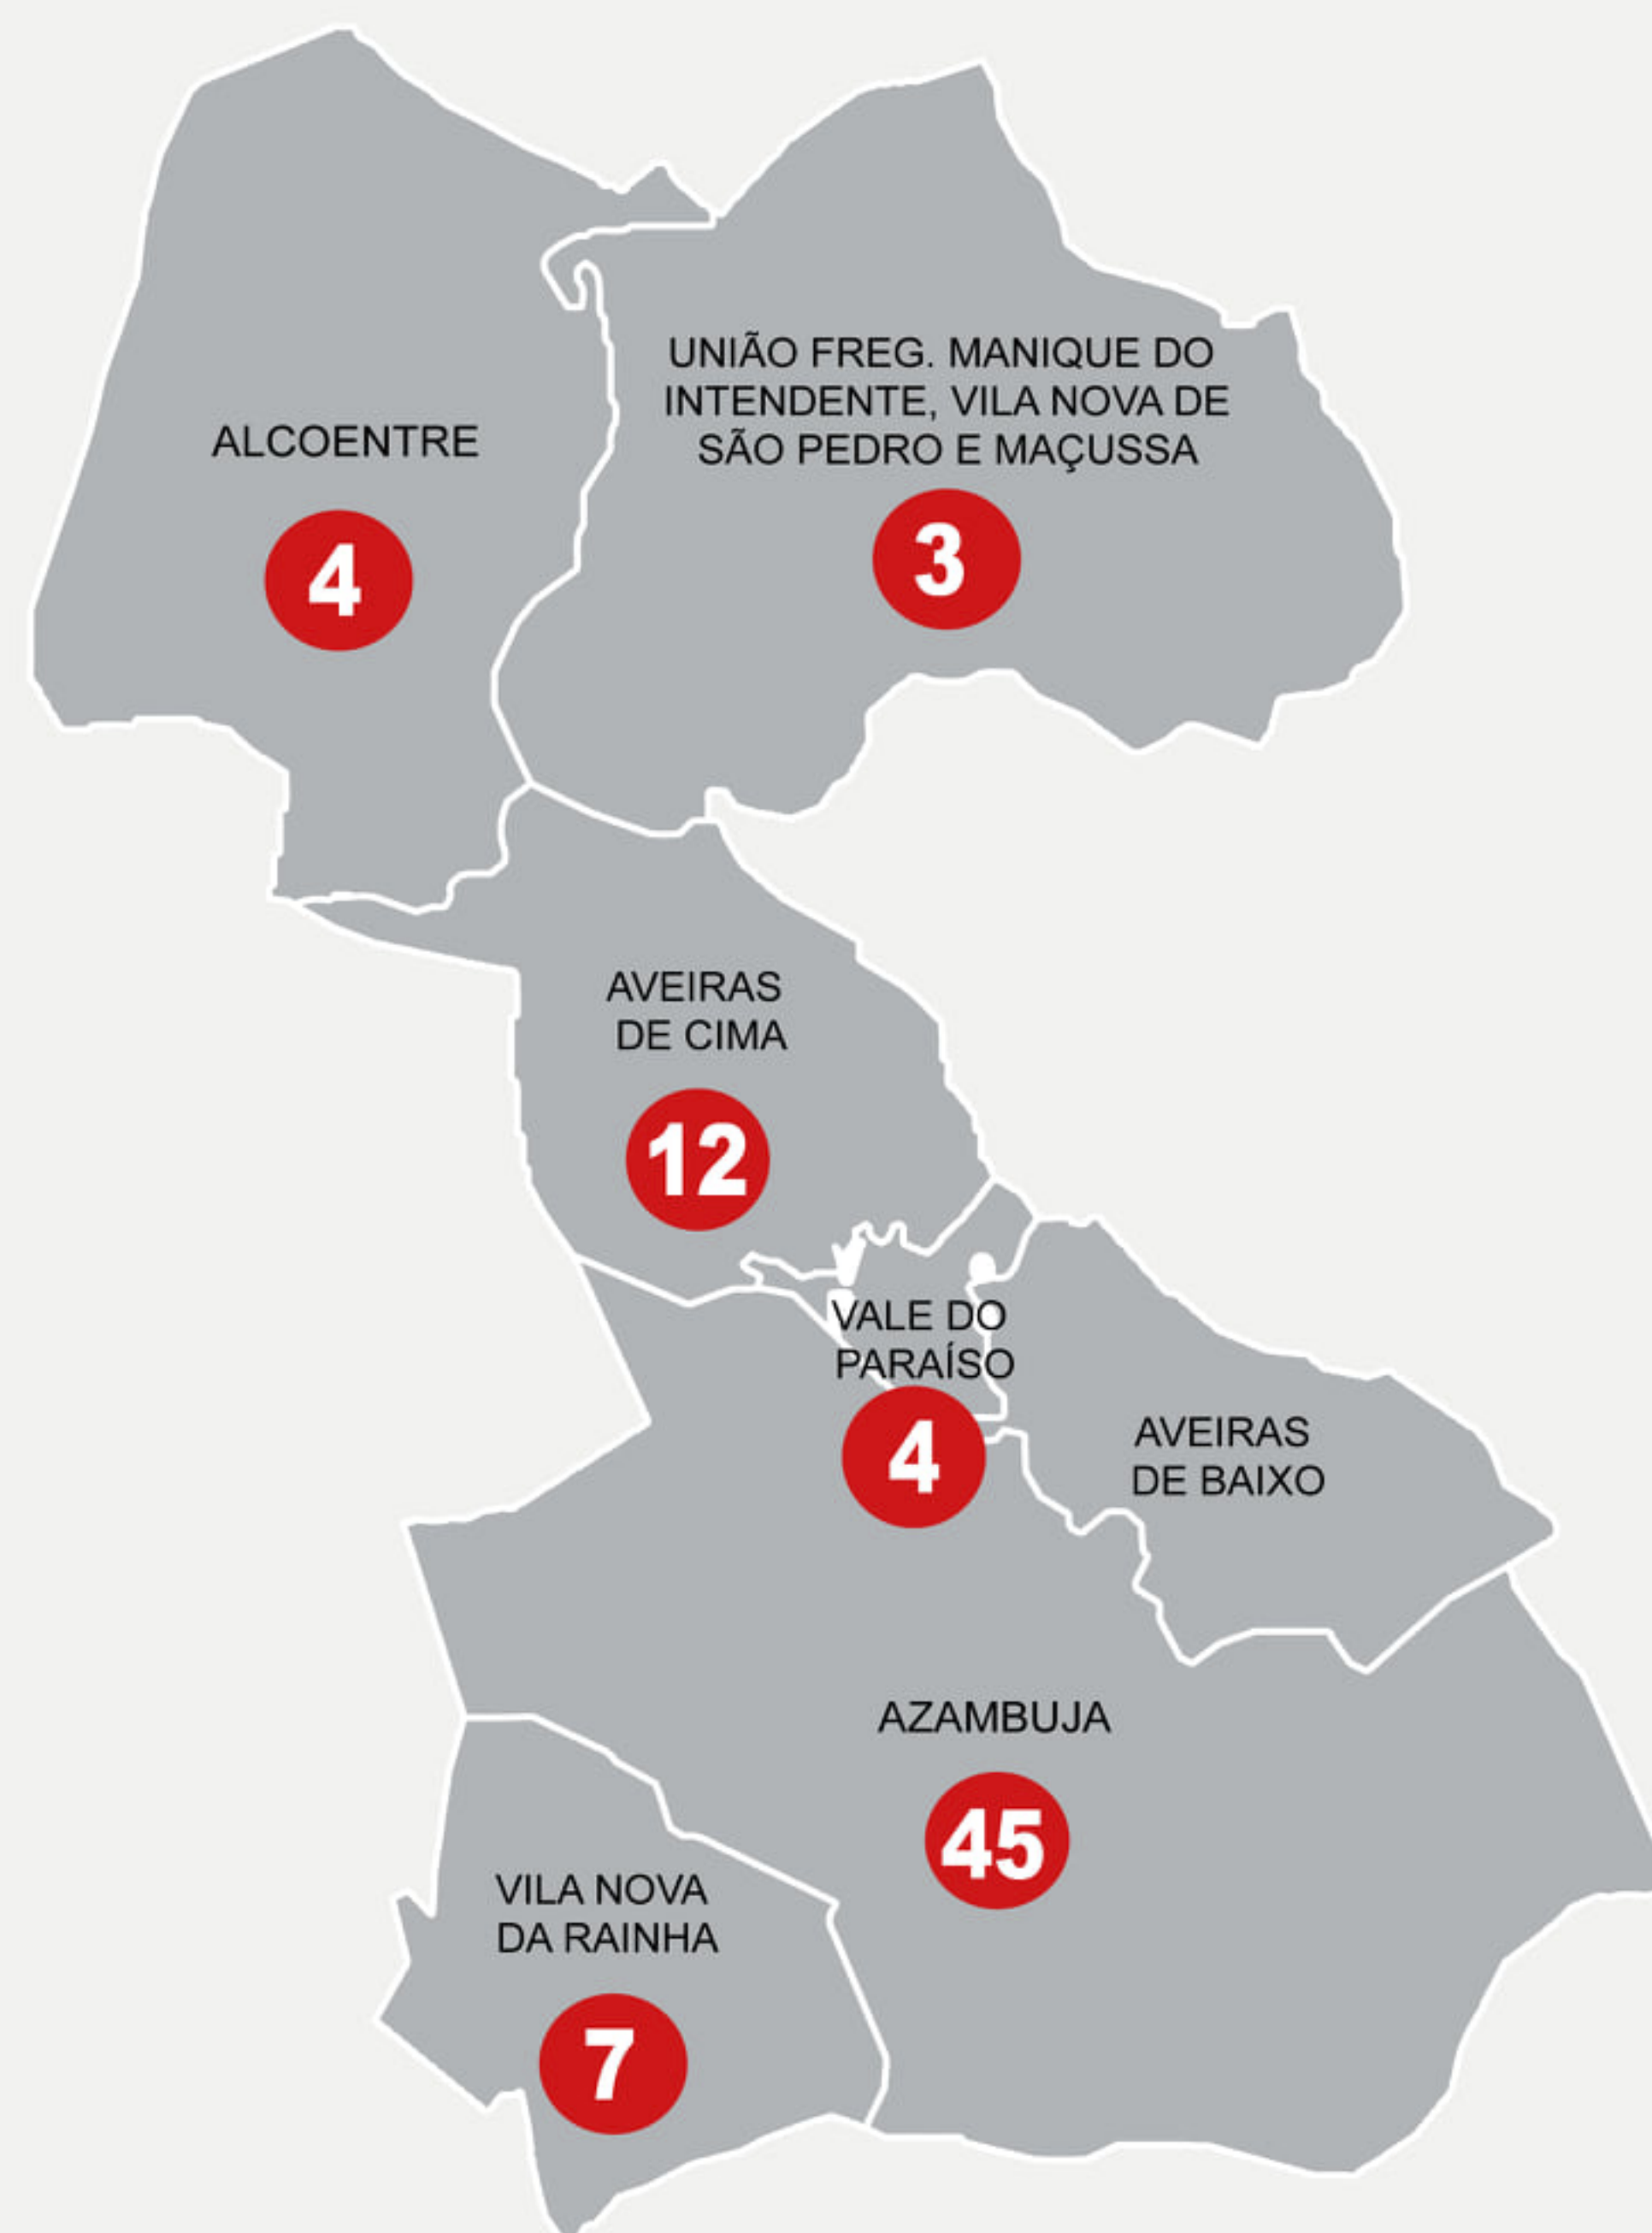 ALCOENTRE
4
UNIÃO FREG. MANIQUE DO
INTENDENTE, VILA NOVA DE
SÃO PEDRO E MAÇUSSA
3
AVEIRAS
DE CIMA
12
VALE DO
PARAÍSO
4
AVEIRAS
DE BAIXO
AZAMBUJA
45
VILA NOVA
DA RAINHA
7